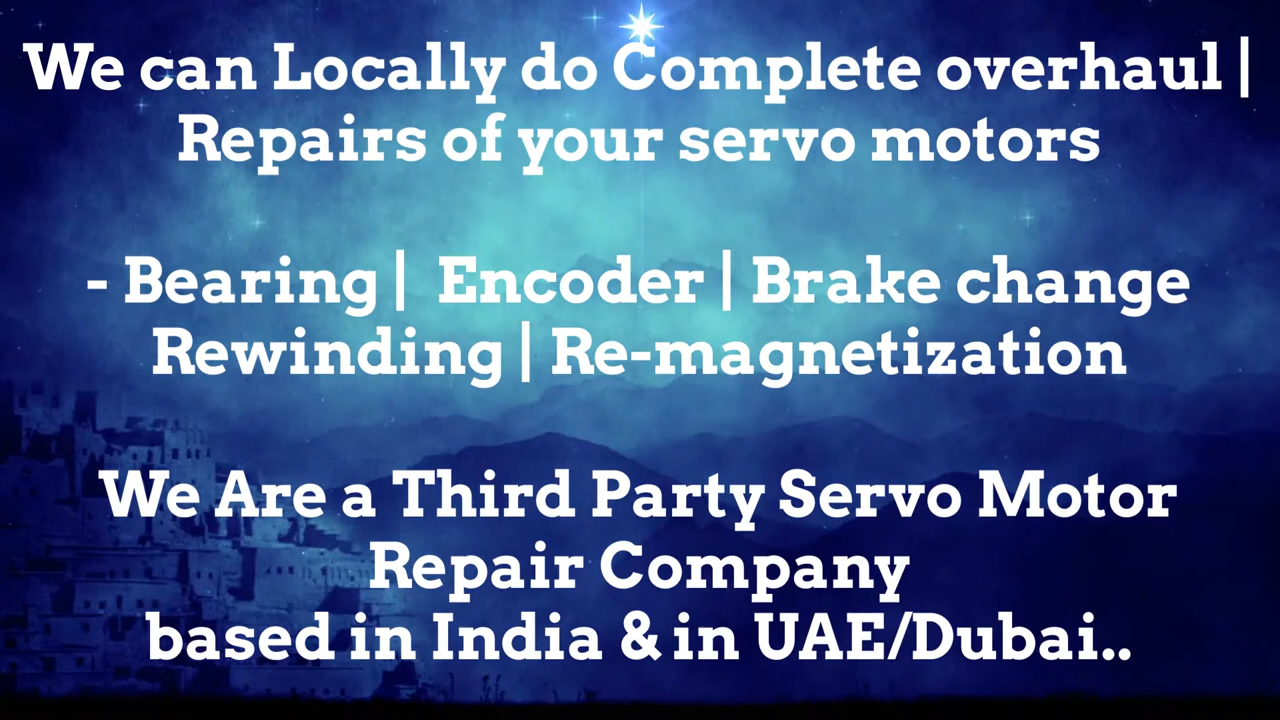 We can Locally do Complete overhaul |
Repairs of your servo motors
- Bearing | Encoder | Brake change
Rewinding | Re-magnetization
We Are a Third Party Servo Motor
Repair Company
based in India & in UAE/Dubai..